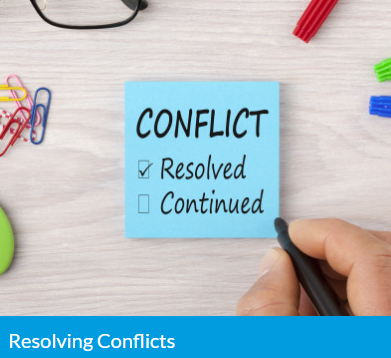 CONFLICT
Resolved
Continued
Resolving Conflicts